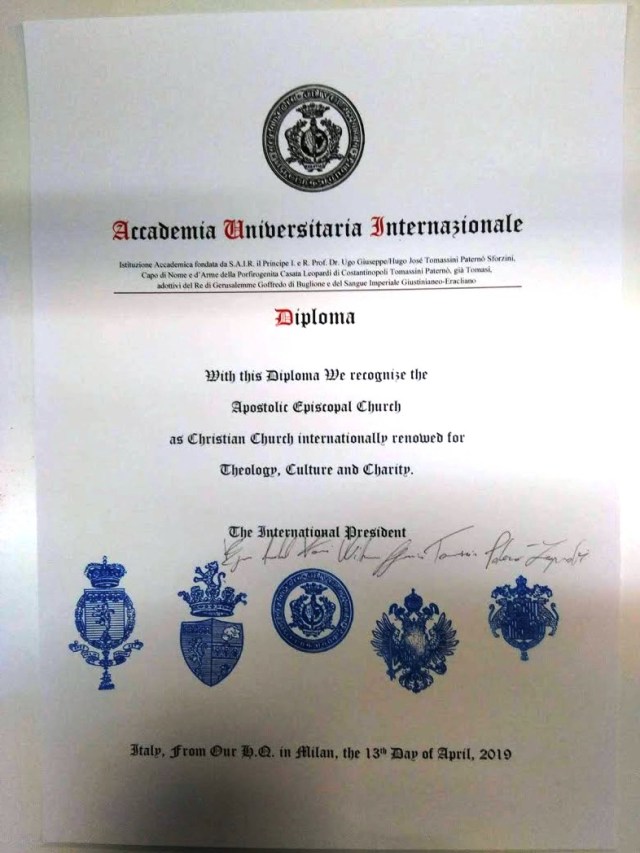 Accademia Universitaria Internazionale
Istituzione Accademica fondata da S.A.I.R. il Principe I. e R. Prof. Dr. Ugo Giuseppe/Hugo José Tomassini Paternò Sforzini,
Capo di Nome e d'Arme della Porfirogenita Casata Leopardi di Costantinopoli Tomassini Paternò, già Tomasi,
adottivi del Re di Gerusalemme Goffredo di Buglione e del Sangue Imperiale Giustinianeo-Eracliano
Diploma
With this Diploma We recognize the
Apostolic Episcopal Church
as Christian Church internationally renowed for
Theology, Culture and Charity.
The International President
Italy, From Our H.Q. in Milan, the 13th Day of April, 2019